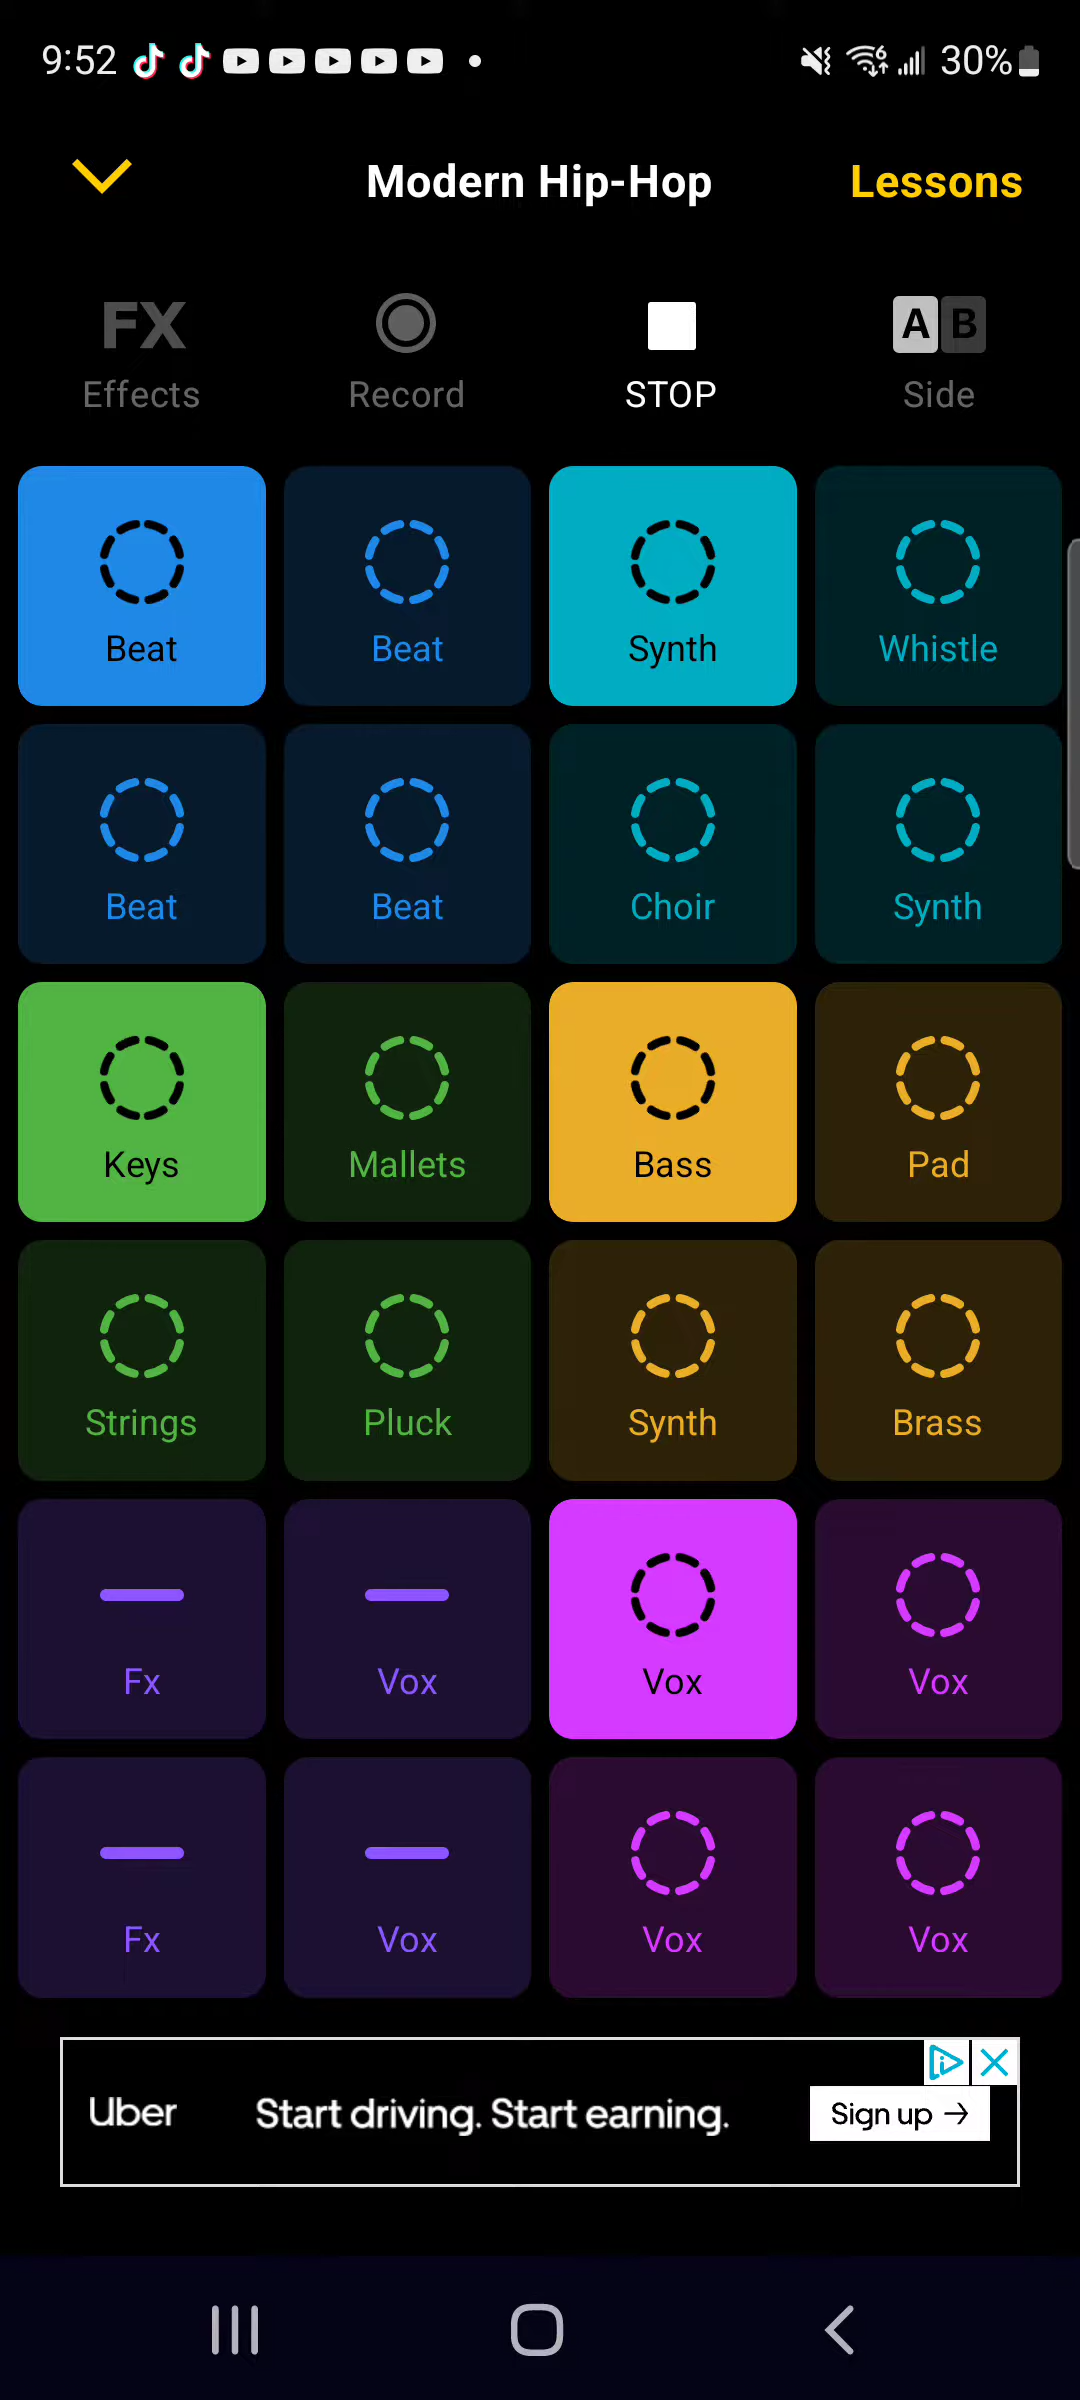 9:52 30%
Modern Hip-Hop Lessons
FX A B
Effects Record STOP Side
Beat Beat Synth Whistle
Beat Beat Choir Synth
Keys Mallets Bass Pad
Strings Pluck Synth Brass
Fx Vox Vox Vox
Fx Vox Vox Vox
Uber Start driving. Start earning. Sign up →